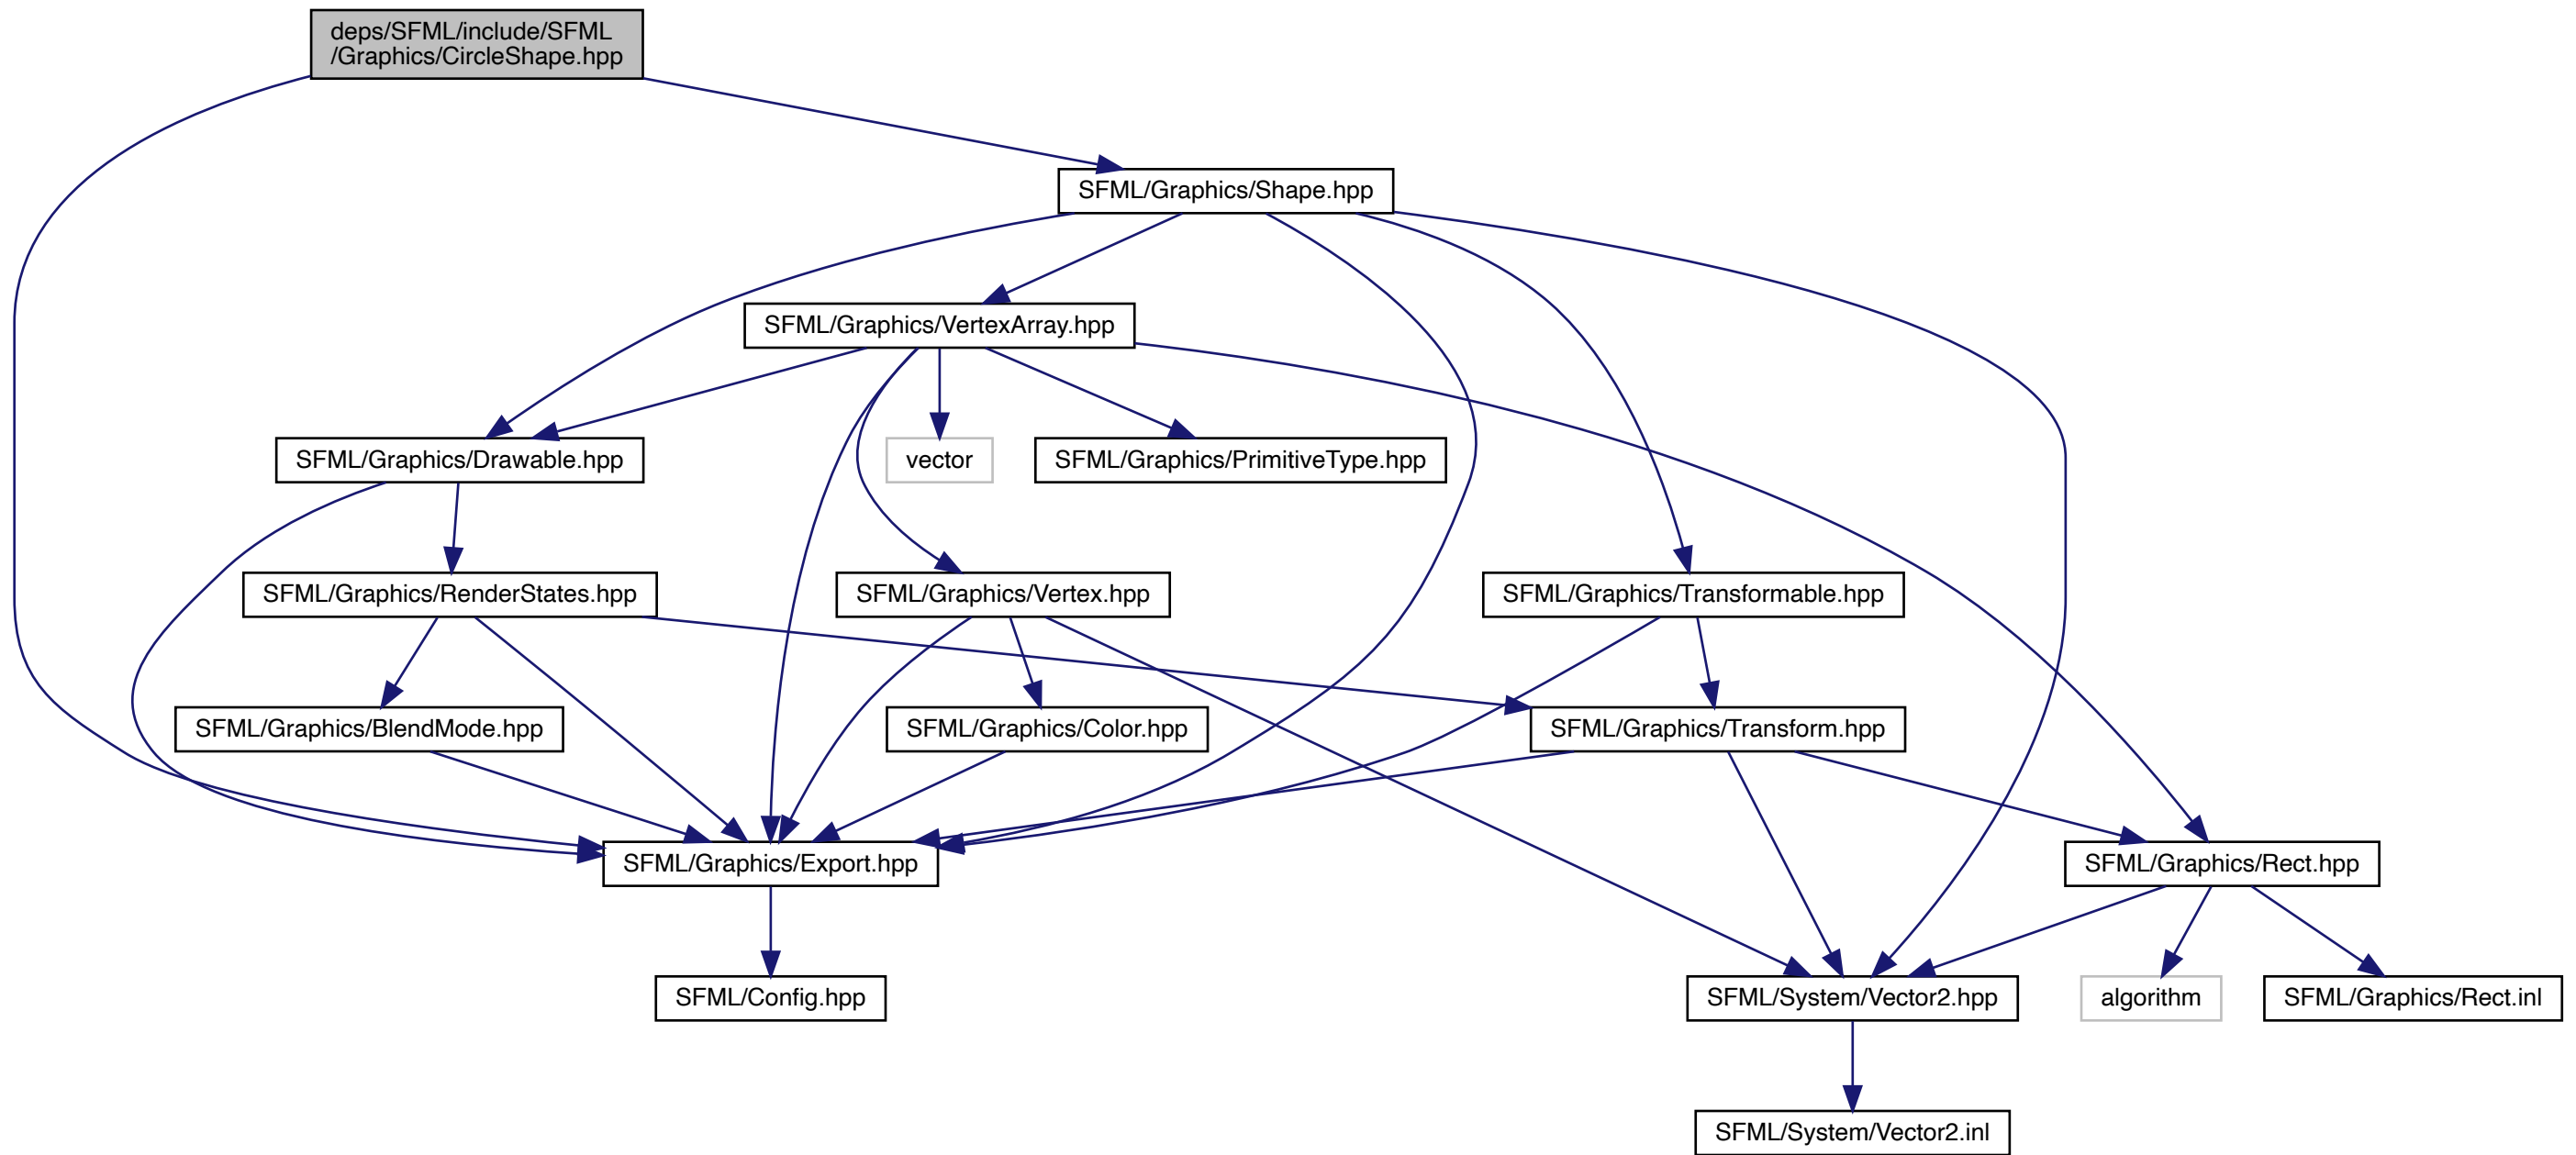 deps/SFML/include/SFML
/Graphics/CircleShape.hpp
SFML/Graphics/Shape.hpp
SFML/Graphics/VertexArray.hpp
SFML/Graphics/Drawable.hpp
vector
SFML/Graphics/PrimitiveType.hpp
SFML/Graphics/RenderStates.hpp
SFML/Graphics/Vertex.hpp
SFML/Graphics/Transformable.hpp
SFML/Graphics/BlendMode.hpp
SFML/Graphics/Color.hpp
SFML/Graphics/Transform.hpp
SFML/Graphics/Export.hpp
SFML/Graphics/Rect.hpp
SFML/Config.hpp
SFML/System/Vector2.hpp
algorithm
SFML/Graphics/Rect.inl
SFML/System/Vector2.inl